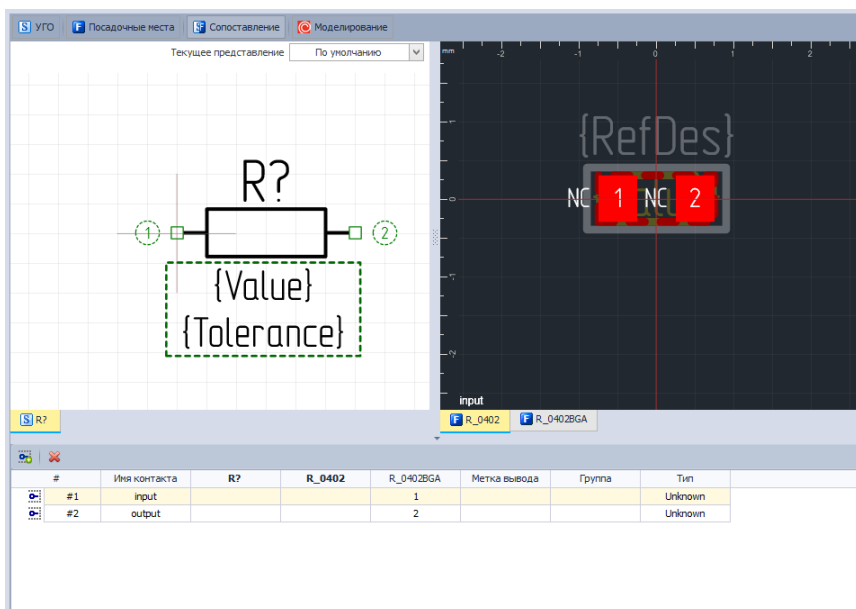 УГО Посадочные места Сопоставление Моделирование
Текущее представление По умолчанию
R?
1 2
{Value}
{Tolerance}
R?
mm -2 -1 0 1 2
-1
0
-1
-2
{RefDes}
NC 1 NC 2
input
R_0402 R_0402BGA
# Имя контакта R? R_0402 R_0402BGA Метка вывода Группа Тип
#1 input 1 Unknown
#2 output 2 Unknown